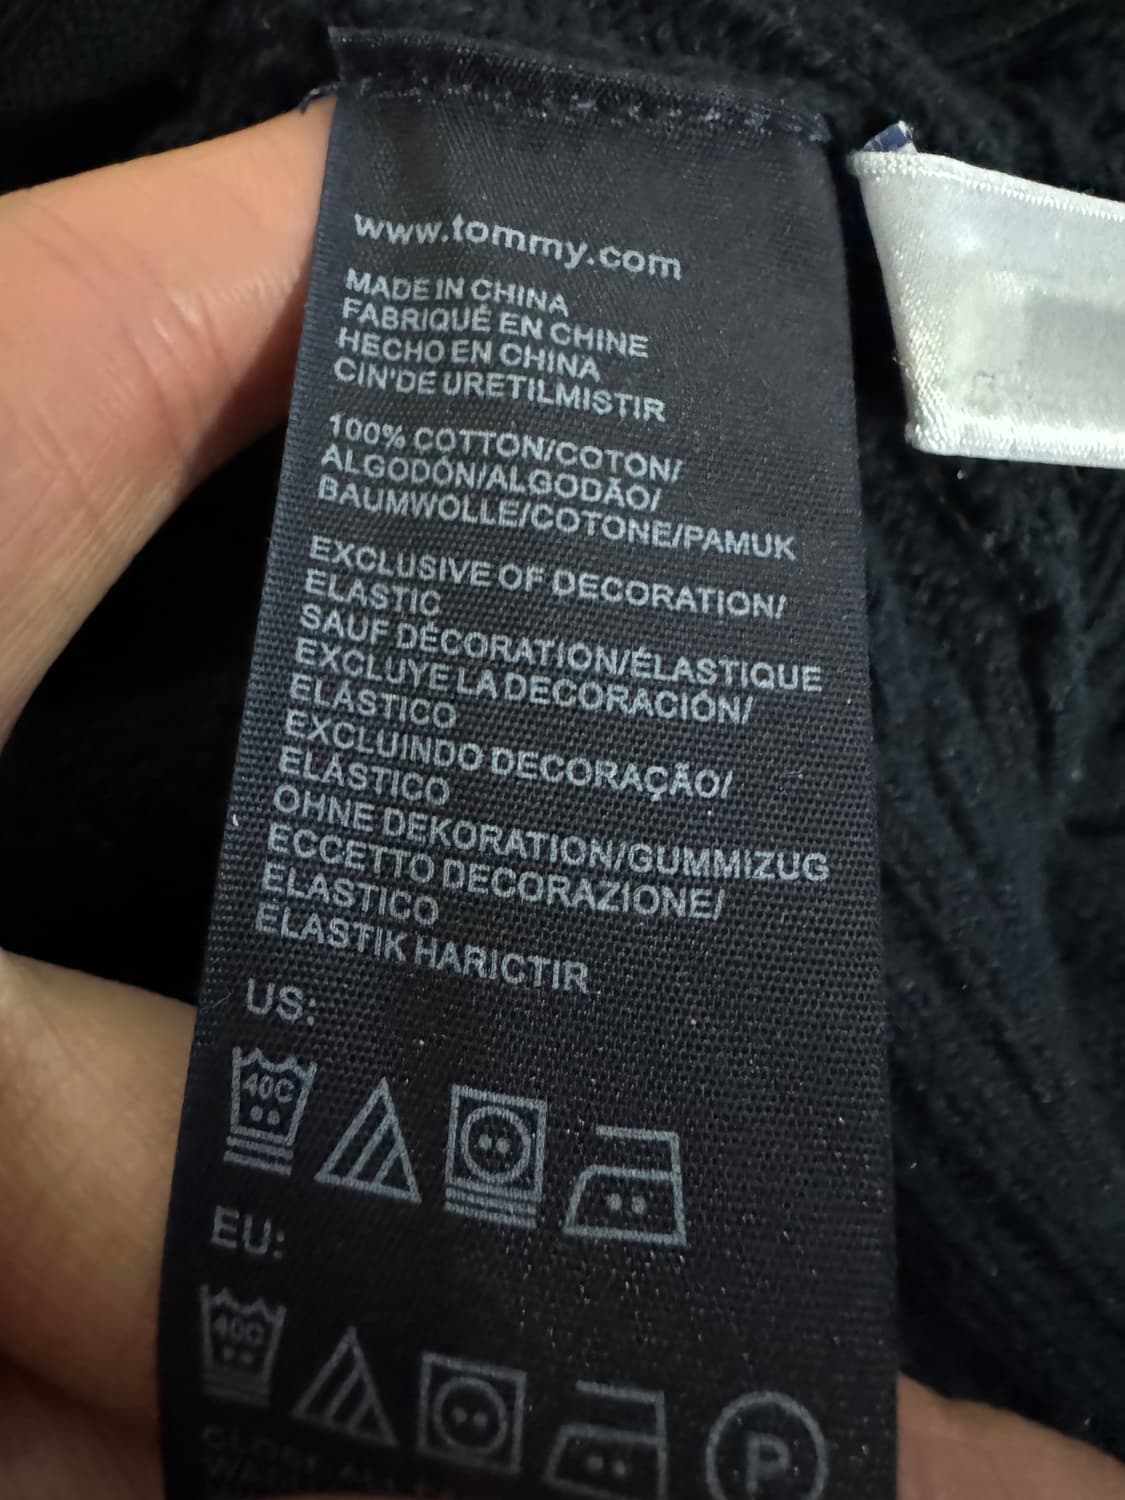 www.tommy.com
MADE IN CHINA
FABRIQUÉ EN CHINE
HECHO EN CHINA
CIN'DE URETILMISTIR
100% COTTON/COTON/
ALGODÓN/ALGODÃO/
BAUMWOLLE/COTONE/PAMUK
EXCLUSIVE OF DECORATION/
ELASTIC
SAUF DÉCORATION/ÉLASTIQUE
EXCLUYE LA DECORACIÓN/
ELÁSTICO
EXCLUINDO DECORAÇÃO/
ELÁSTICO
OHNE DEKORATION/GUMMIZUG
ECCETTO DECORAZIONE/
ELASTICO
ELASTIK HARICTIR
US:
40C
EU:
40C
P